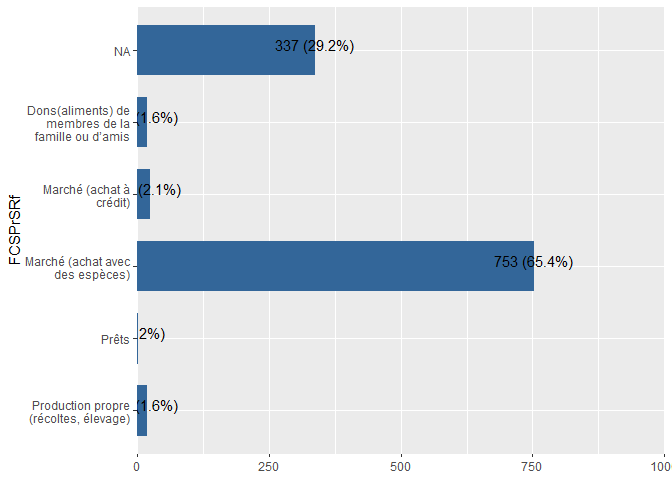 FCSPrSRf
NA
337 (29.2%)
Dons(aliments) de
membres de la
famille ou d'amis
(1.6%)
Marché (achat à
crédit)
(2.1%)
Marché (achat avec
des espèces)
753 (65.4%)
Prêts
2%)
Production propre
(récoltes, élevage)
(1.6%)
0
250
500
750
100